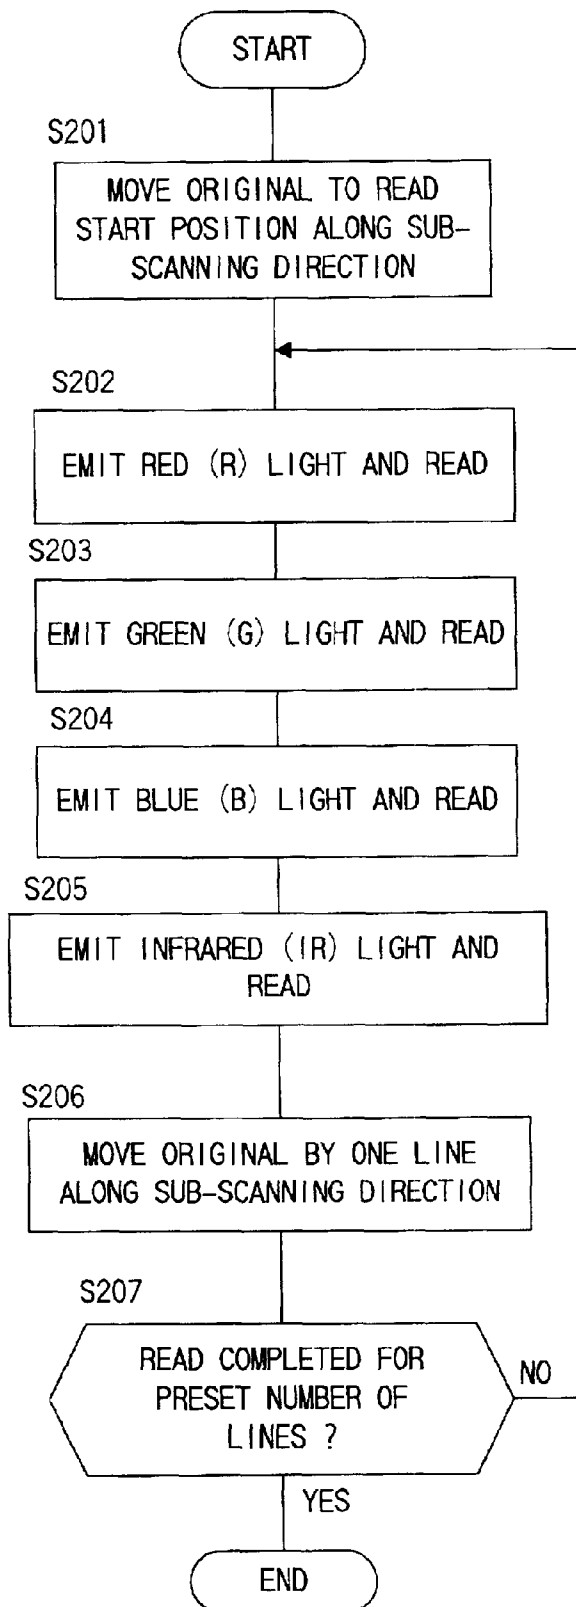 START
S201
MOVE ORIGINAL TO READ
START POSITION ALONG SUB-
SCANNING DIRECTION
S202
EMIT RED (R) LIGHT AND READ
S203
EMIT GREEN (G) LIGHT AND READ
S204
EMIT BLUE (B) LIGHT AND READ
S205
EMIT INFRARED (IR) LIGHT AND
READ
S206
MOVE ORIGINAL BY ONE LINE
ALONG SUB-SCANNING DIRECTION
S207
READ COMPLETED FOR
PRESET NUMBER OF
LINES ?
NO
YES
END